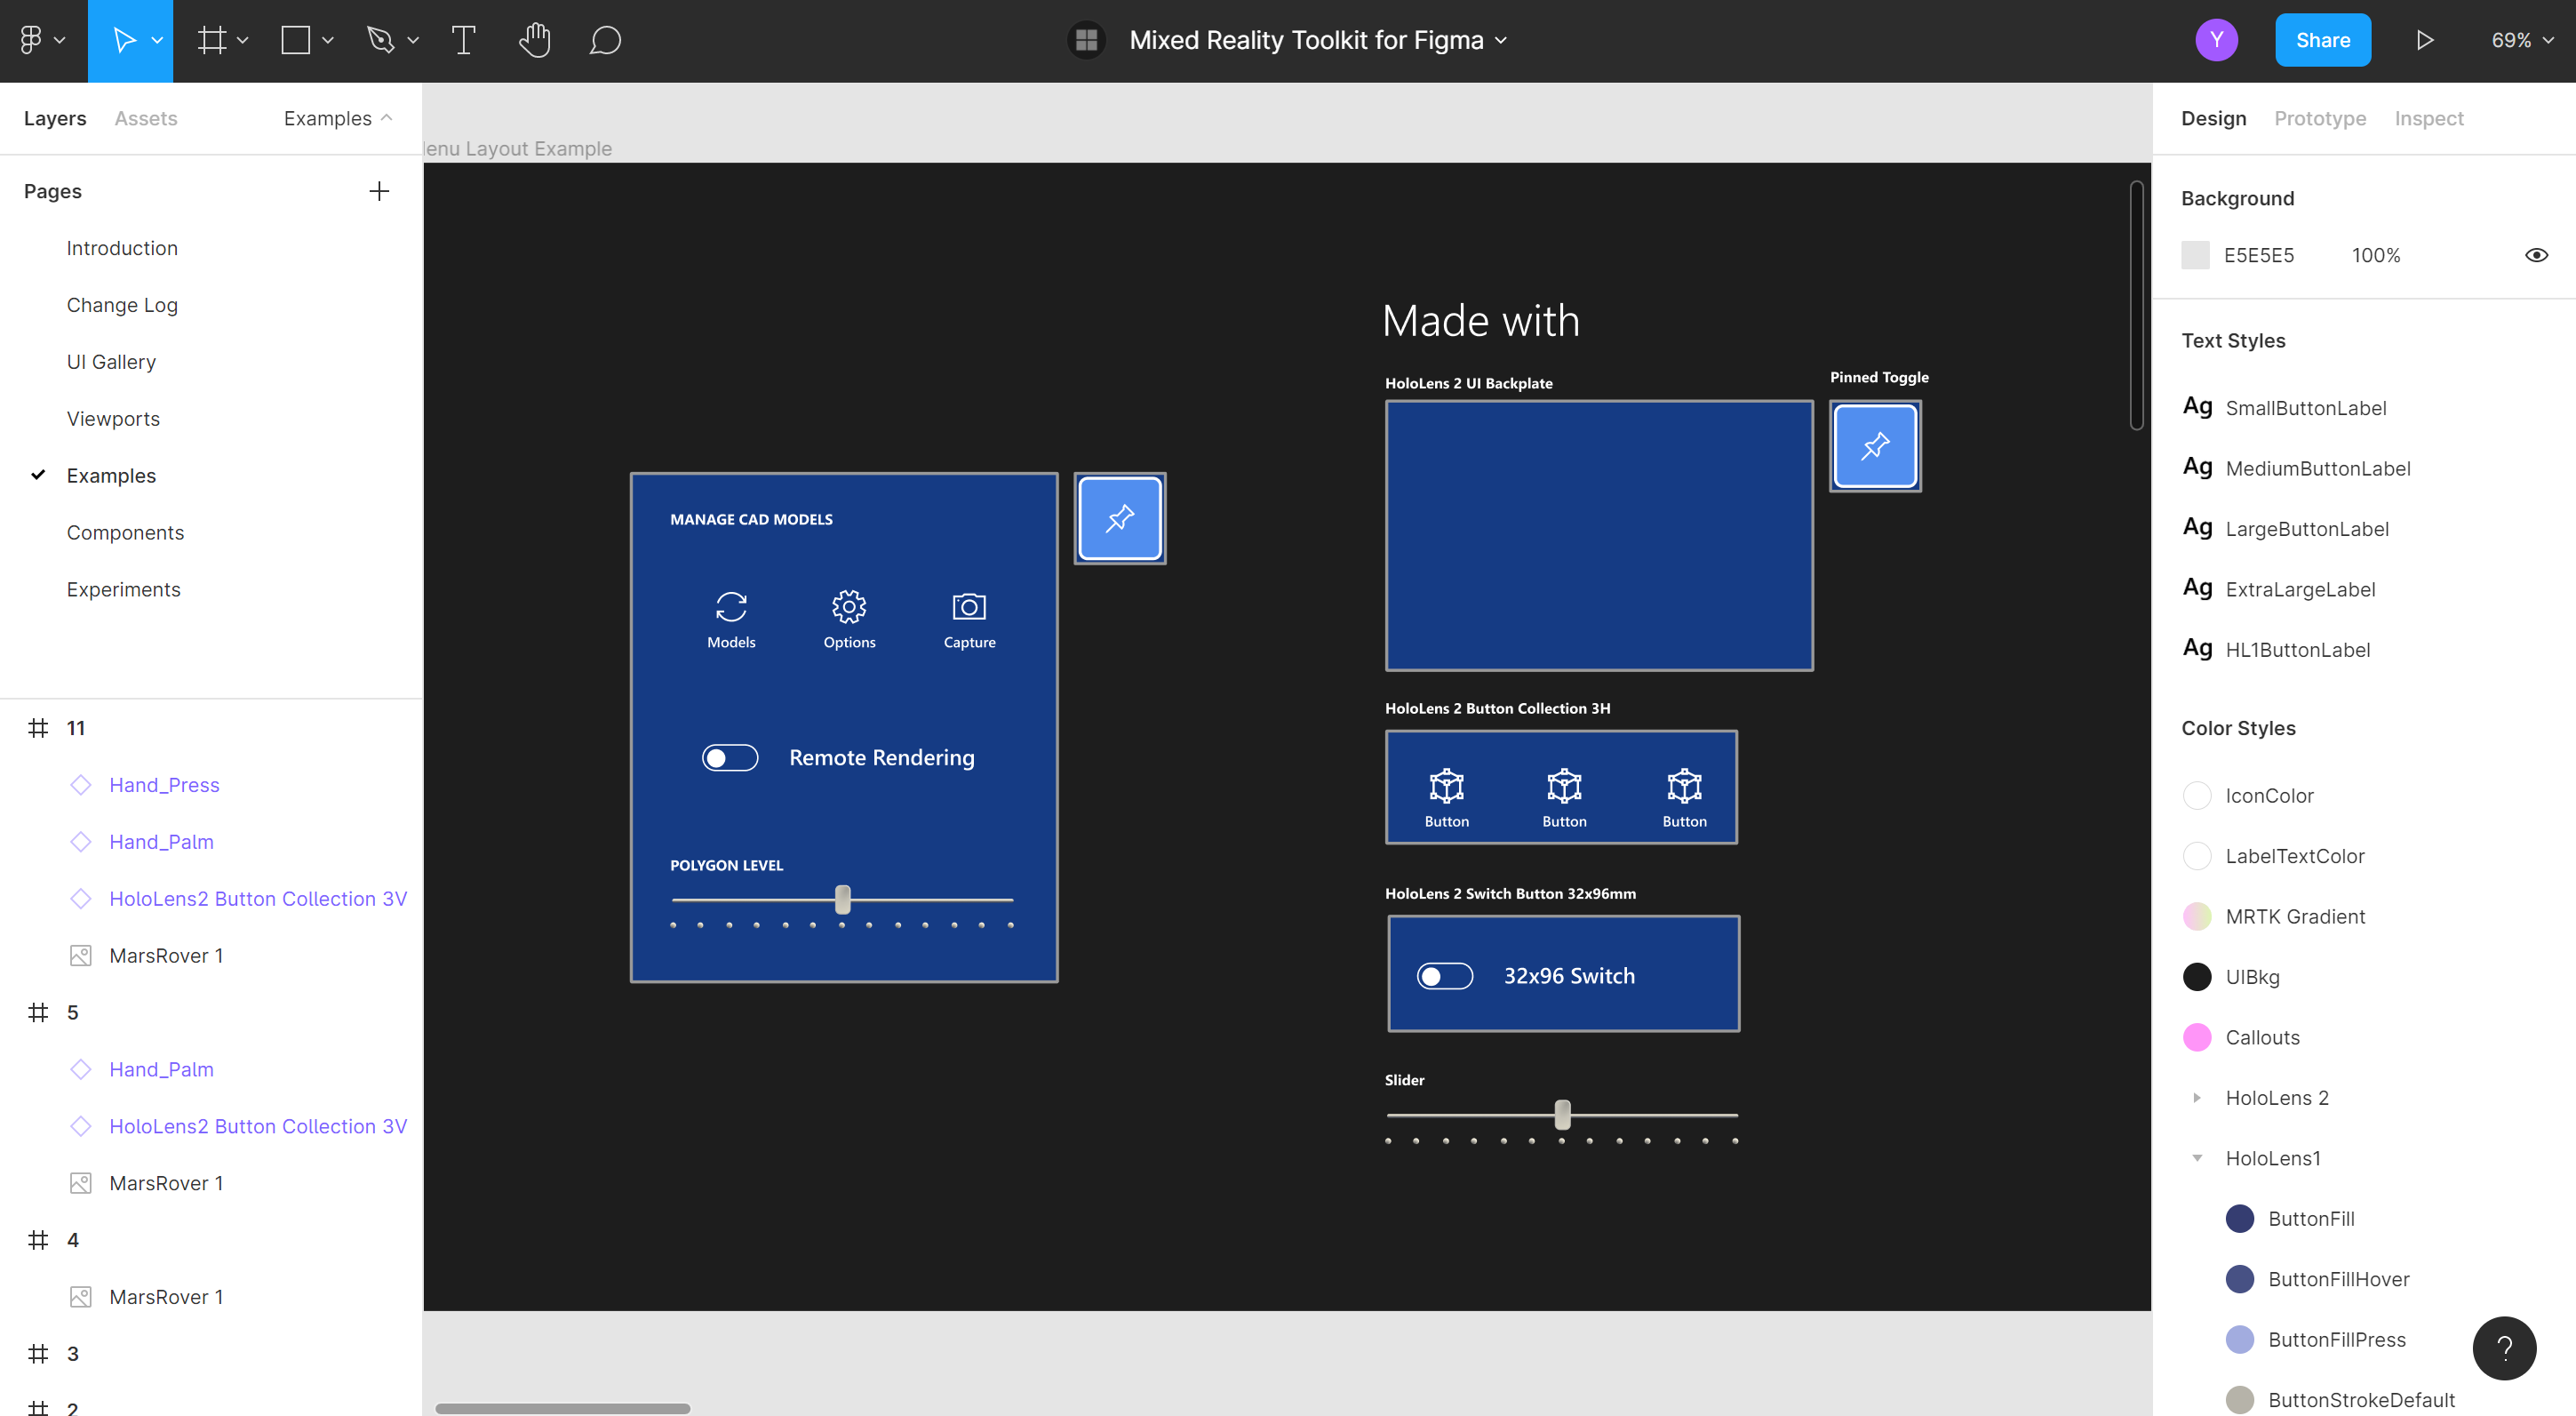 Mixed Reality Toolkit for Figma
Y
Share
69%
Layers
Assets
Examples
Pages
Introduction
Change Log
UI Gallery
Viewports
Examples
Components
Experiments
11
Hand_Press
Hand_Palm
HoloLens2 Button Collection 3V
MarsRover 1
5
Hand_Palm
HoloLens2 Button Collection 3V
MarsRover 1
4
MarsRover 1
3
2
enu Layout Example
MANAGE CAD MODELS
Models
Options
Capture
Remote Rendering
POLYGON LEVEL
Made with
HoloLens 2 UI Backplate
Pinned Toggle
HoloLens 2 Button Collection 3H
Button
Button
Button
HoloLens 2 Switch Button 32x96mm
32x96 Switch
Slider
Design
Prototype
Inspect
Background
E5E5E5
100%
Text Styles
Ag SmallButtonLabel
Ag MediumButtonLabel
Ag LargeButtonLabel
Ag ExtraLargeLabel
Ag HL1ButtonLabel
Color Styles
IconColor
LabelTextColor
MRTK Gradient
UIBkg
Callouts
HoloLens 2
HoloLens1
ButtonFill
ButtonFillHover
ButtonFillPress
ButtonStrokeDefault
?